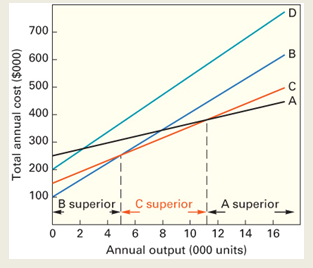 Total annual cost ($000)
700
600
500
400
300
200
100
D
B
C
A
B superior
C superior
A superior
0 2 4 6 8 10 12 14 16
Annual output (000 units)